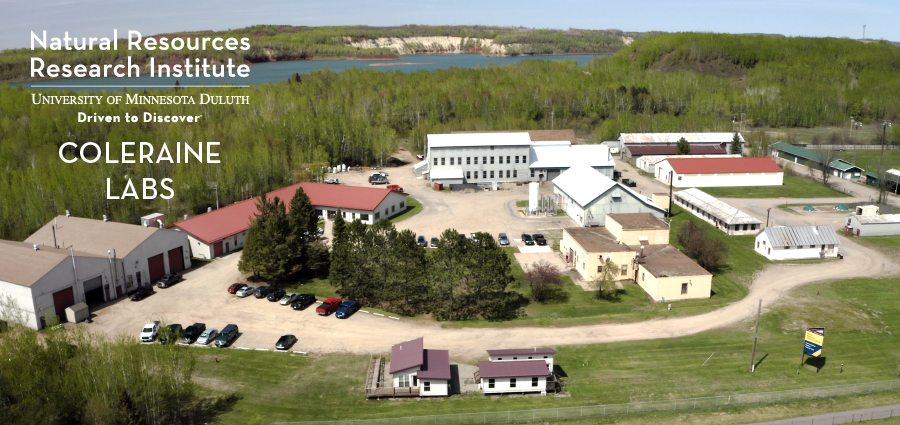 Natural Resources
Research Institute
University of Minnesota Duluth
Driven to Discover
COLERAINE
LABS